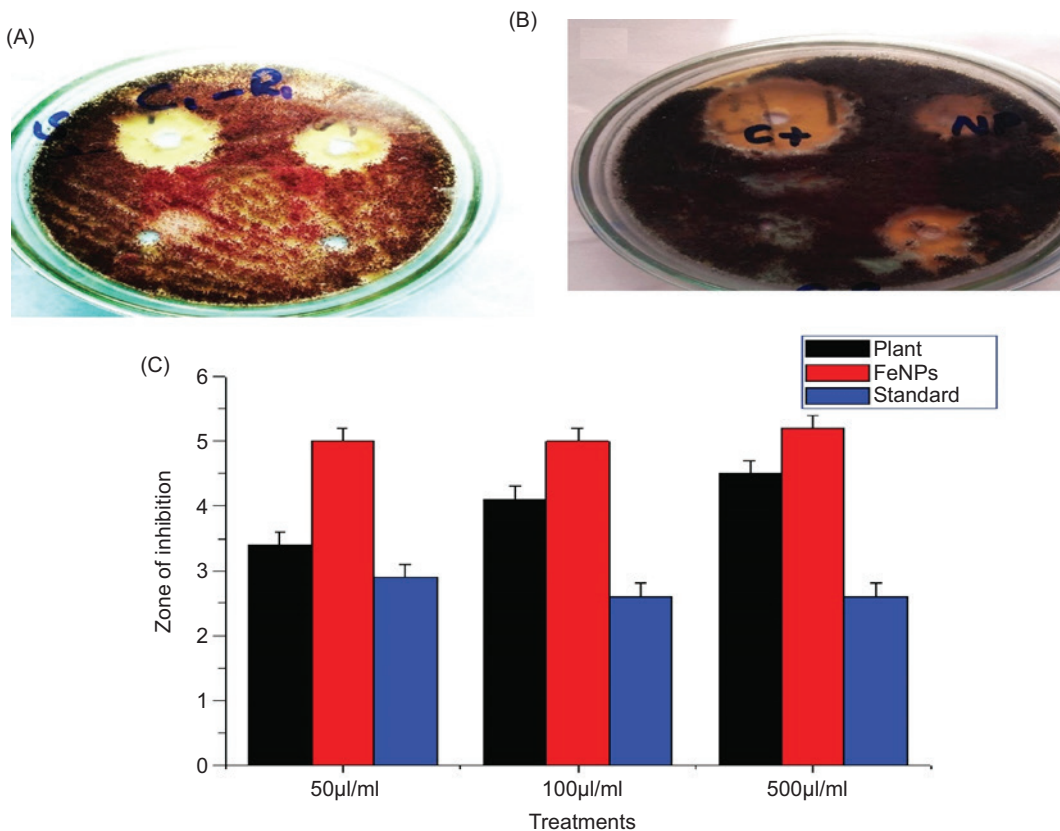 (A)
(B)
C+
NP
(C)
Plant
FeNPs
Standard
6
5
4
3
2
1
0
Zone of inhibition
50µl/ml
100µl/ml
500µl/ml
Treatments